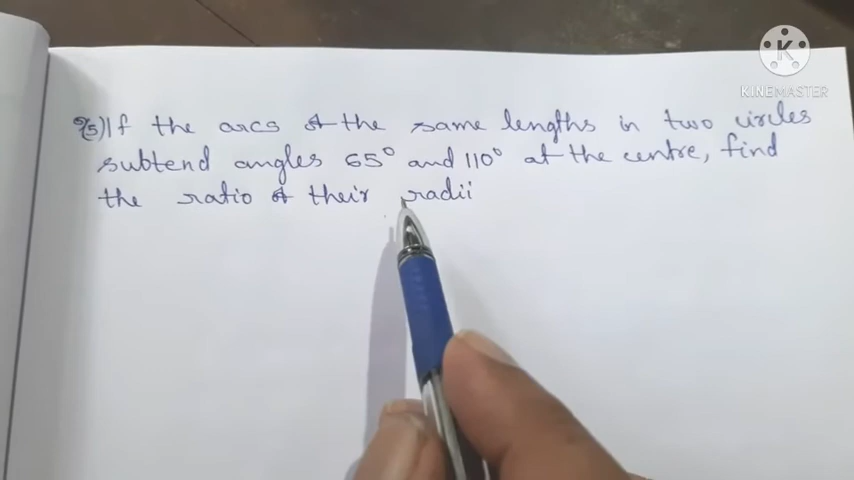 K
KINEMASTER
Q5) If the arcs of the same lengths in two circles
subtend angles 65° and 110° at the centre, find
the ratio of their radii